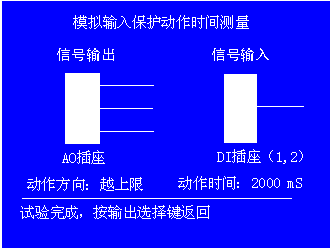 模拟输入保护动作时间测量
信号输出 信号输入
AO插座 DI插座（1,2）
动作方向：越上限 动作时间：2000 mS
试验完成，按输出选择键返回